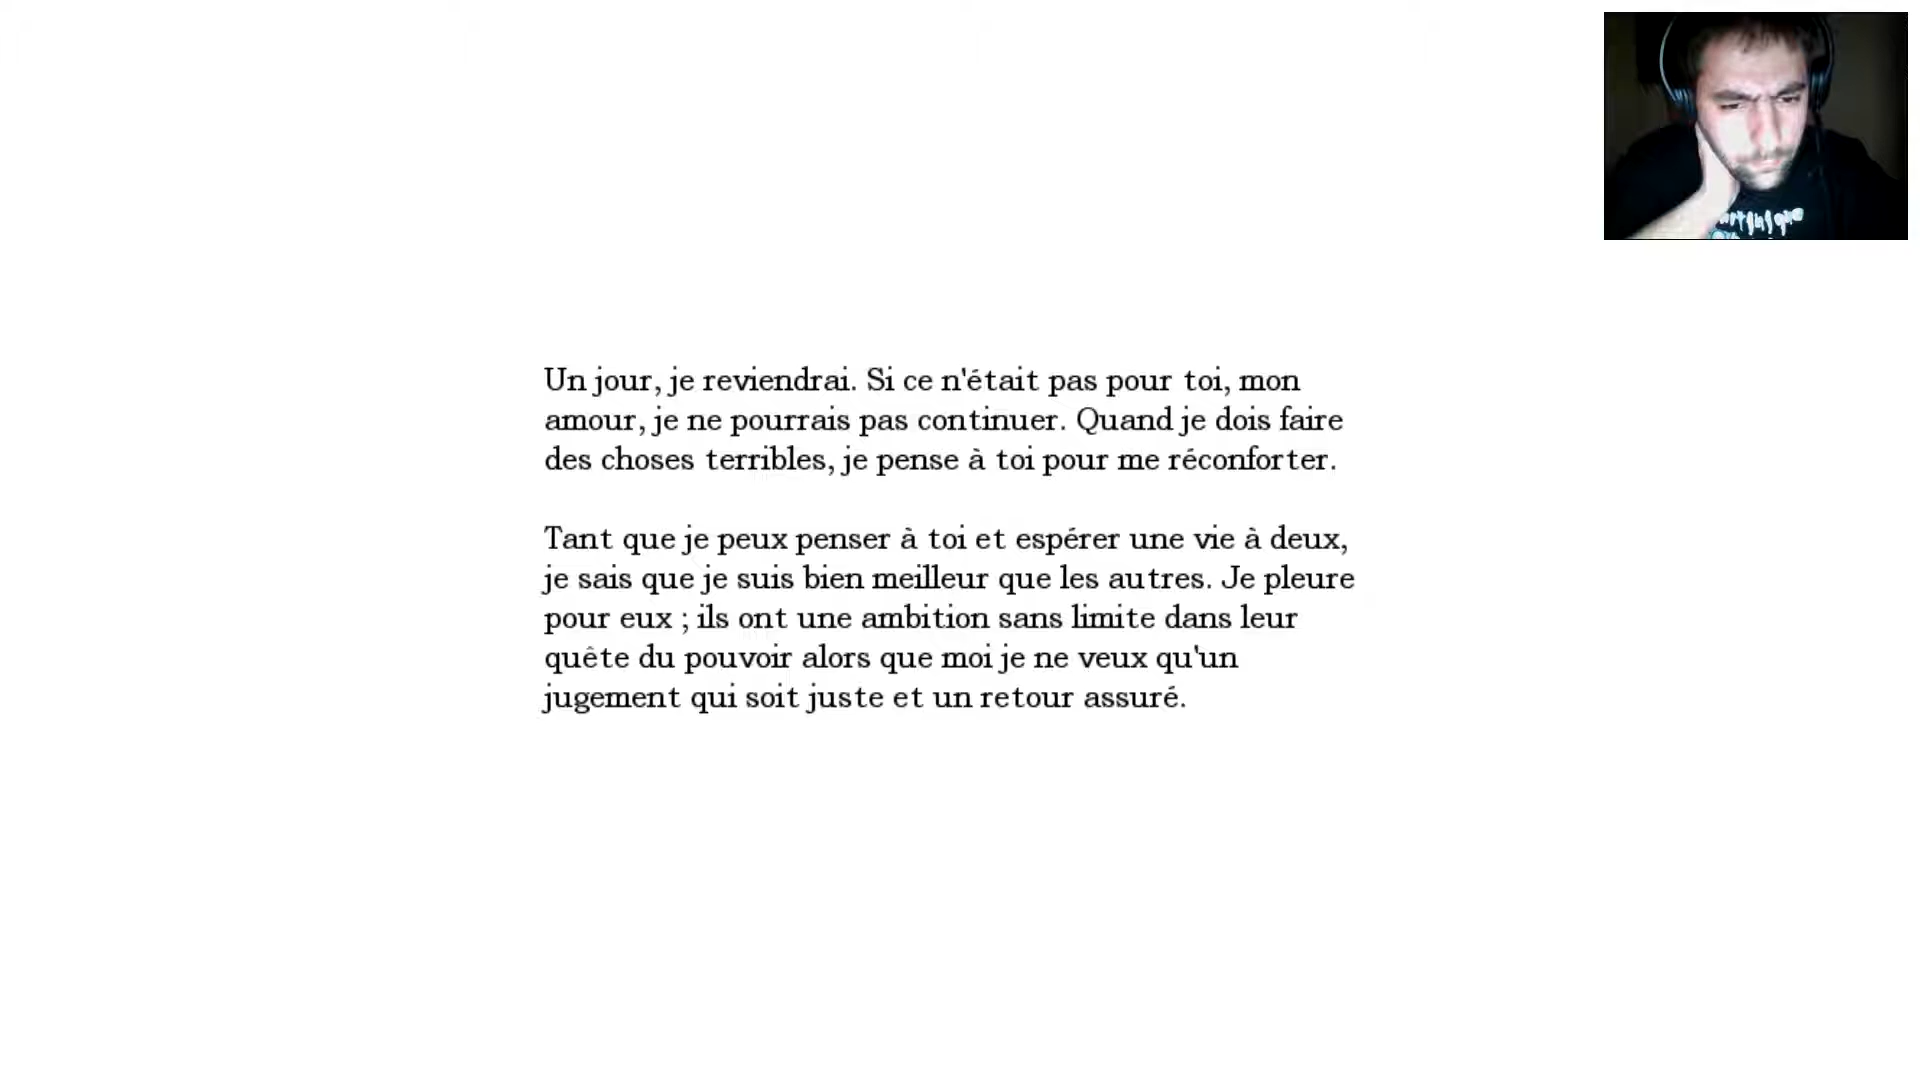 Un jour, je reviendrai. Si ce n'était pas pour toi, mon
amour, je ne pourrais pas continuer. Quand je dois faire
des choses terribles, je pense à toi pour me réconforter.
Tant que je peux penser à toi et espérer une vie à deux,
je sais que je suis bien meilleur que les autres. Je pleure
pour eux ; ils ont une ambition sans limite dans leur
quête du pouvoir alors que moi je ne veux qu'un
jugement qui soit juste et un retour assuré.